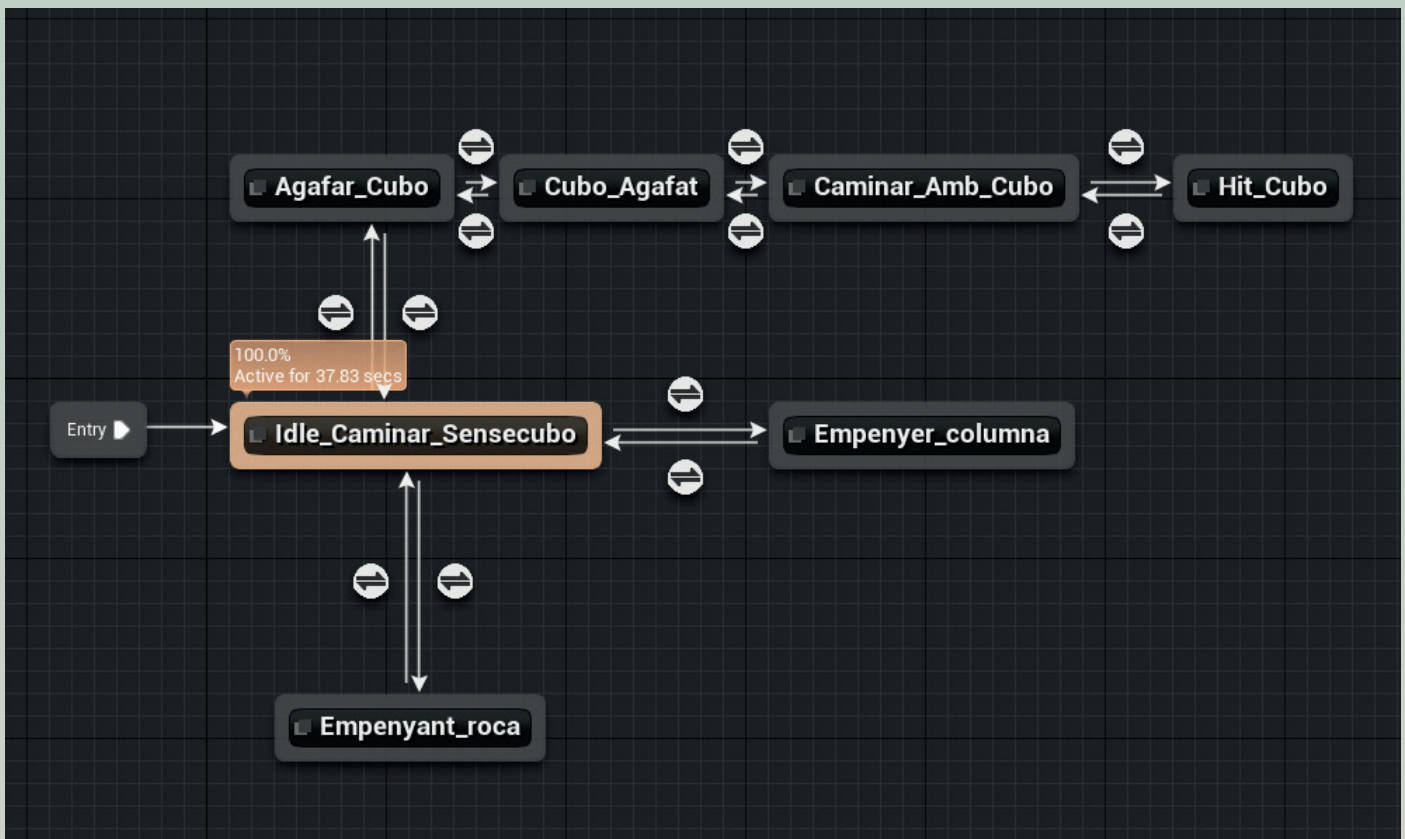 Agafar_Cubo
Cubo_Agafat
Caminar_Amb_Cubo
Hit_Cubo
100.0%
Active for 37.83 secs
Entry
Idle_Caminar_Sensecubo
Empenyer_columna
Empenyant_roca